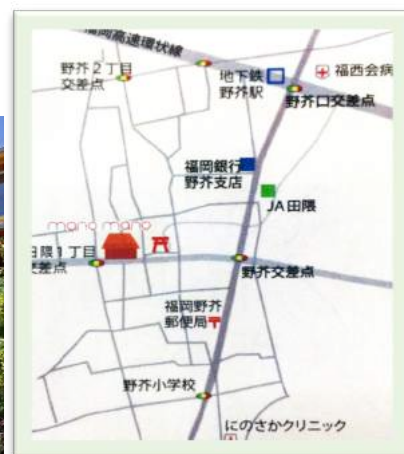 福岡高速環状線
野芥2丁目
交差点
地下鉄
野芥駅
福西会病
野芥口交差点
福岡銀行
野芥支店
JA田隈
mano mano
日隈1丁目
交差点
野芥交差点
福岡野芥
郵便局
野芥小学校
にのさかクリニック